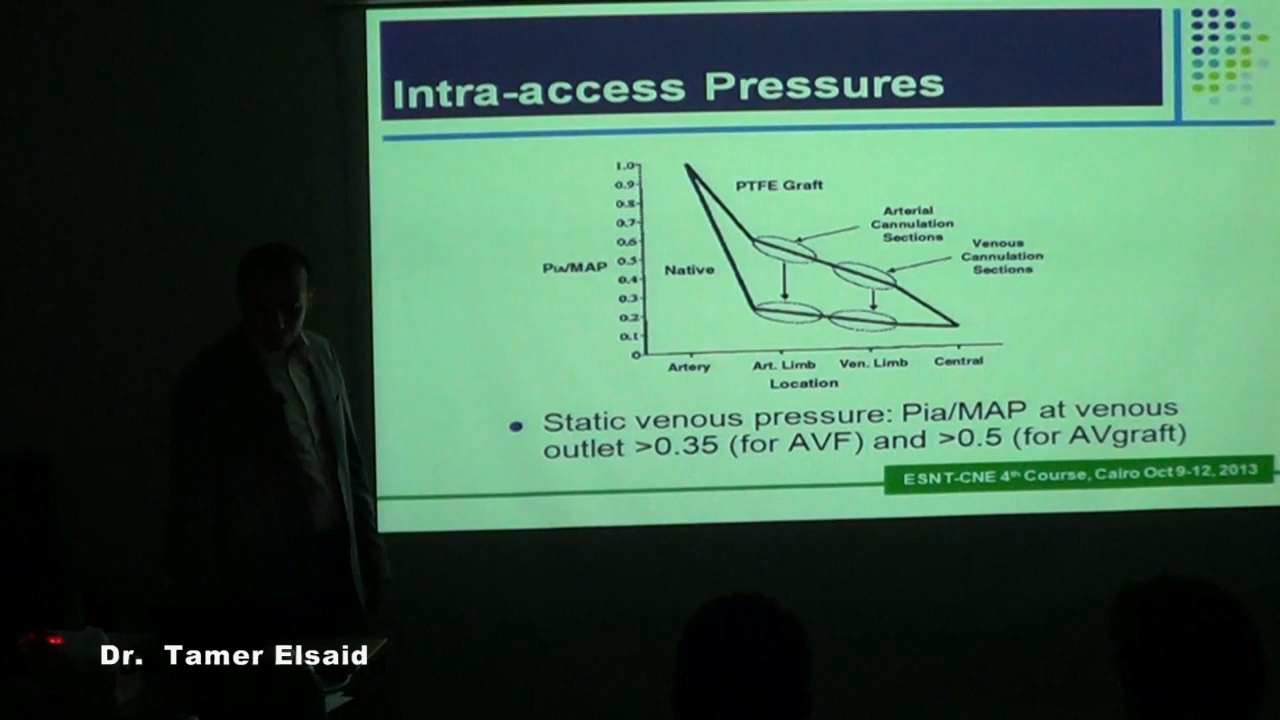 Intra-access Pressures
1.0
0.9
0.8
0.7
0.6
0.5
0.4
0.3
0.2
0.1
0
PIA/MAP
PTFE Graft
Native
Arterial
Cannulation
Sections
Venous
Cannulation
Sections
Artery
Art. Limb
Ven. Limb
Central
Location
• Static venous pressure: Pia/MAP at venous
outlet >0.35 (for AVF) and >0.5 (for AVgraft)
ESNT-CNE 4th Course, Cairo Oct 9-12, 2013
Dr. Tamer Elsaid